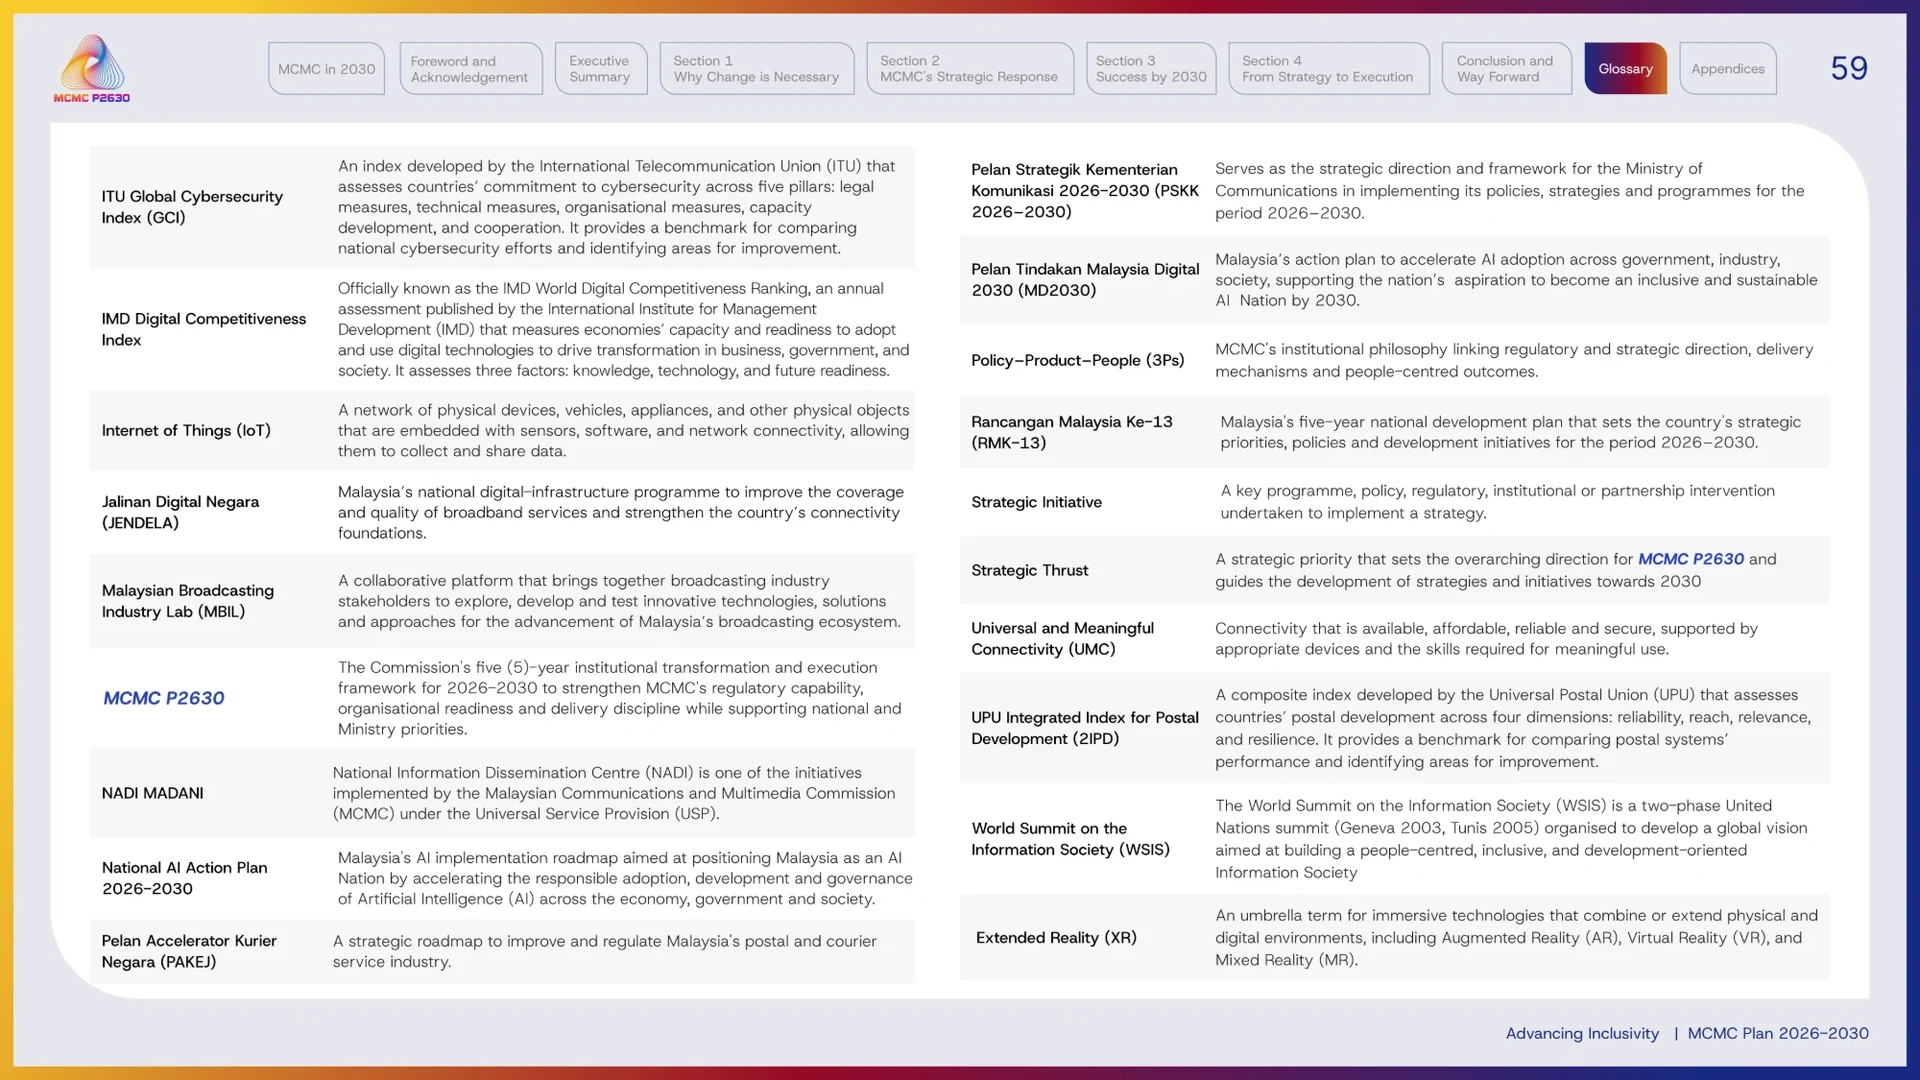 MCMC P2630
MCMC in 2030
Foreword and
Acknowledgement
Executive
Summary
Section 1
Why Change is Necessary
Section 2
MCMC's Strategic Response
Section 3
Success by 2030
Section 4
From Strategy to Execution
Conclusion and
Way Forward
Glossary
Appendices
59
ITU Global Cybersecurity
Index (GCI)
An index developed by the International Telecommunication Union (ITU) that
assesses countries' commitment to cybersecurity across five pillars: legal
measures, technical measures, organisational measures, capacity
development, and cooperation. It provides a benchmark for comparing
national cybersecurity efforts and identifying areas for improvement.
IMD Digital Competitiveness
Index
Officially known as the IMD World Digital Competitiveness Ranking, an annual
assessment published by the International Institute for Management
Development (IMD) that measures economies' capacity and readiness to adopt
and use digital technologies to drive transformation in business, government, and
society. It assesses three factors: knowledge, technology, and future readiness.
Internet of Things (IoT)
A network of physical devices, vehicles, appliances, and other physical objects
that are embedded with sensors, software, and network connectivity, allowing
them to collect and share data.
Jalinan Digital Negara
(JENDELA)
Malaysia's national digital-infrastructure programme to improve the coverage
and quality of broadband services and strengthen the country's connectivity
foundations.
Malaysian Broadcasting
Industry Lab (MBIL)
A collaborative platform that brings together broadcasting industry
stakeholders to explore, develop and test innovative technologies, solutions
and approaches for the advancement of Malaysia's broadcasting ecosystem.
MCMC P2630
The Commission's five (5)-year institutional transformation and execution
framework for 2026-2030 to strengthen MCMC's regulatory capability,
organisational readiness and delivery discipline while supporting national and
Ministry priorities.
NADI MADANI
National Information Dissemination Centre (NADI) is one of the initiatives
implemented by the Malaysian Communications and Multimedia Commission
(MCMC) under the Universal Service Provision (USP).
National AI Action Plan
2026-2030
Malaysia's AI implementation roadmap aimed at positioning Malaysia as an AI
Nation by accelerating the responsible adoption, development and governance
of Artificial Intelligence (AI) across the economy, government and society.
Pelan Accelerator Kurier
Negara (PAKEJ)
A strategic roadmap to improve and regulate Malaysia's postal and courier
service industry.
Pelan Strategik Kementerian
Komunikasi 2026-2030 (PSKK
2026–2030)
Serves as the strategic direction and framework for the Ministry of
Communications in implementing its policies, strategies and programmes for the
period 2026–2030.
Pelan Tindakan Malaysia Digital
2030 (MD2030)
Malaysia's action plan to accelerate AI adoption across government, industry,
society, supporting the nation's aspiration to become an inclusive and sustainable
AI Nation by 2030.
Policy–Product–People (3Ps)
MCMC's institutional philosophy linking regulatory and strategic direction, delivery
mechanisms and people-centred outcomes.
Rancangan Malaysia Ke-13
(RMK-13)
Malaysia's five-year national development plan that sets the country's strategic
priorities, policies and development initiatives for the period 2026–2030.
Strategic Initiative
A key programme, policy, regulatory, institutional or partnership intervention
undertaken to implement a strategy.
Strategic Thrust
A strategic priority that sets the overarching direction for MCMC P2630 and
guides the development of strategies and initiatives towards 2030
Universal and Meaningful
Connectivity (UMC)
Connectivity that is available, affordable, reliable and secure, supported by
appropriate devices and the skills required for meaningful use.
UPU Integrated Index for Postal
Development (2IPD)
A composite index developed by the Universal Postal Union (UPU) that assesses
countries' postal development across four dimensions: reliability, reach, relevance,
and resilience. It provides a benchmark for comparing postal systems'
performance and identifying areas for improvement.
World Summit on the
Information Society (WSIS)
The World Summit on the Information Society (WSIS) is a two-phase United
Nations summit (Geneva 2003, Tunis 2005) organised to develop a global vision
aimed at building a people-centred, inclusive, and development-oriented
Information Society
Extended Reality (XR)
An umbrella term for immersive technologies that combine or extend physical and
digital environments, including Augmented Reality (AR), Virtual Reality (VR), and
Mixed Reality (MR).
Advancing Inclusivity | MCMC Plan 2026-2030